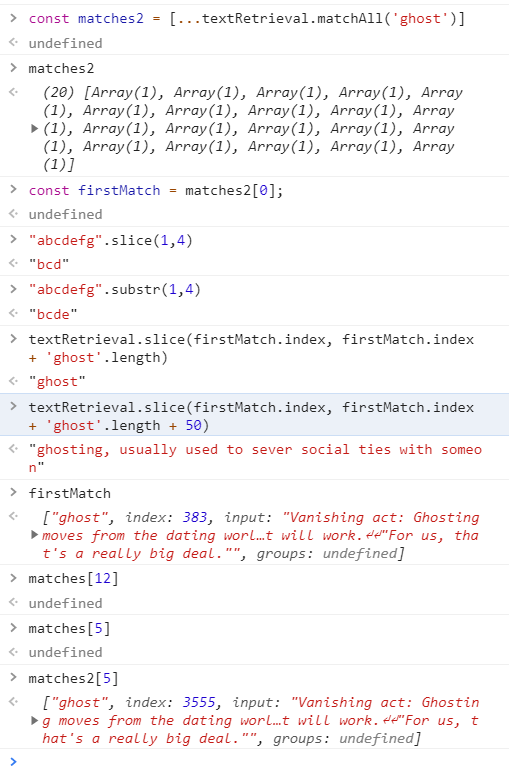 const matches2 = [...textRetrieval.matchAll('ghost')]
undefined
matches2
(20) [Array(1), Array(1), Array(1), Array(1), Array
(1), Array(1), Array(1), Array(1), Array(1), Array
(1), Array(1), Array(1), Array(1), Array(1), Array
(1), Array(1), Array(1), Array(1), Array(1), Array
(1)]
const firstMatch = matches2[0];
undefined
"abcdefg".slice(1,4)
"bcd"
"abcdefg".substr(1,4)
"bcde"
textRetrieval.slice(firstMatch.index, firstMatch.index
+ 'ghost'.length)
"ghost"
textRetrieval.slice(firstMatch.index, firstMatch.index
+ 'ghost'.length + 50)
"ghosting, usually used to sever social ties with someo
n"
firstMatch
["ghost", index: 383, input: "Vanishing act: Ghosting
moves from the dating worl…t will work.↵↵"For us, tha
t's a really big deal."", groups: undefined]
matches[12]
undefined
matches[5]
undefined
matches2[5]
["ghost", index: 3555, input: "Vanishing act: Ghostin
g moves from the dating worl…t will work.↵↵"For us, t
hat's a really big deal."", groups: undefined]